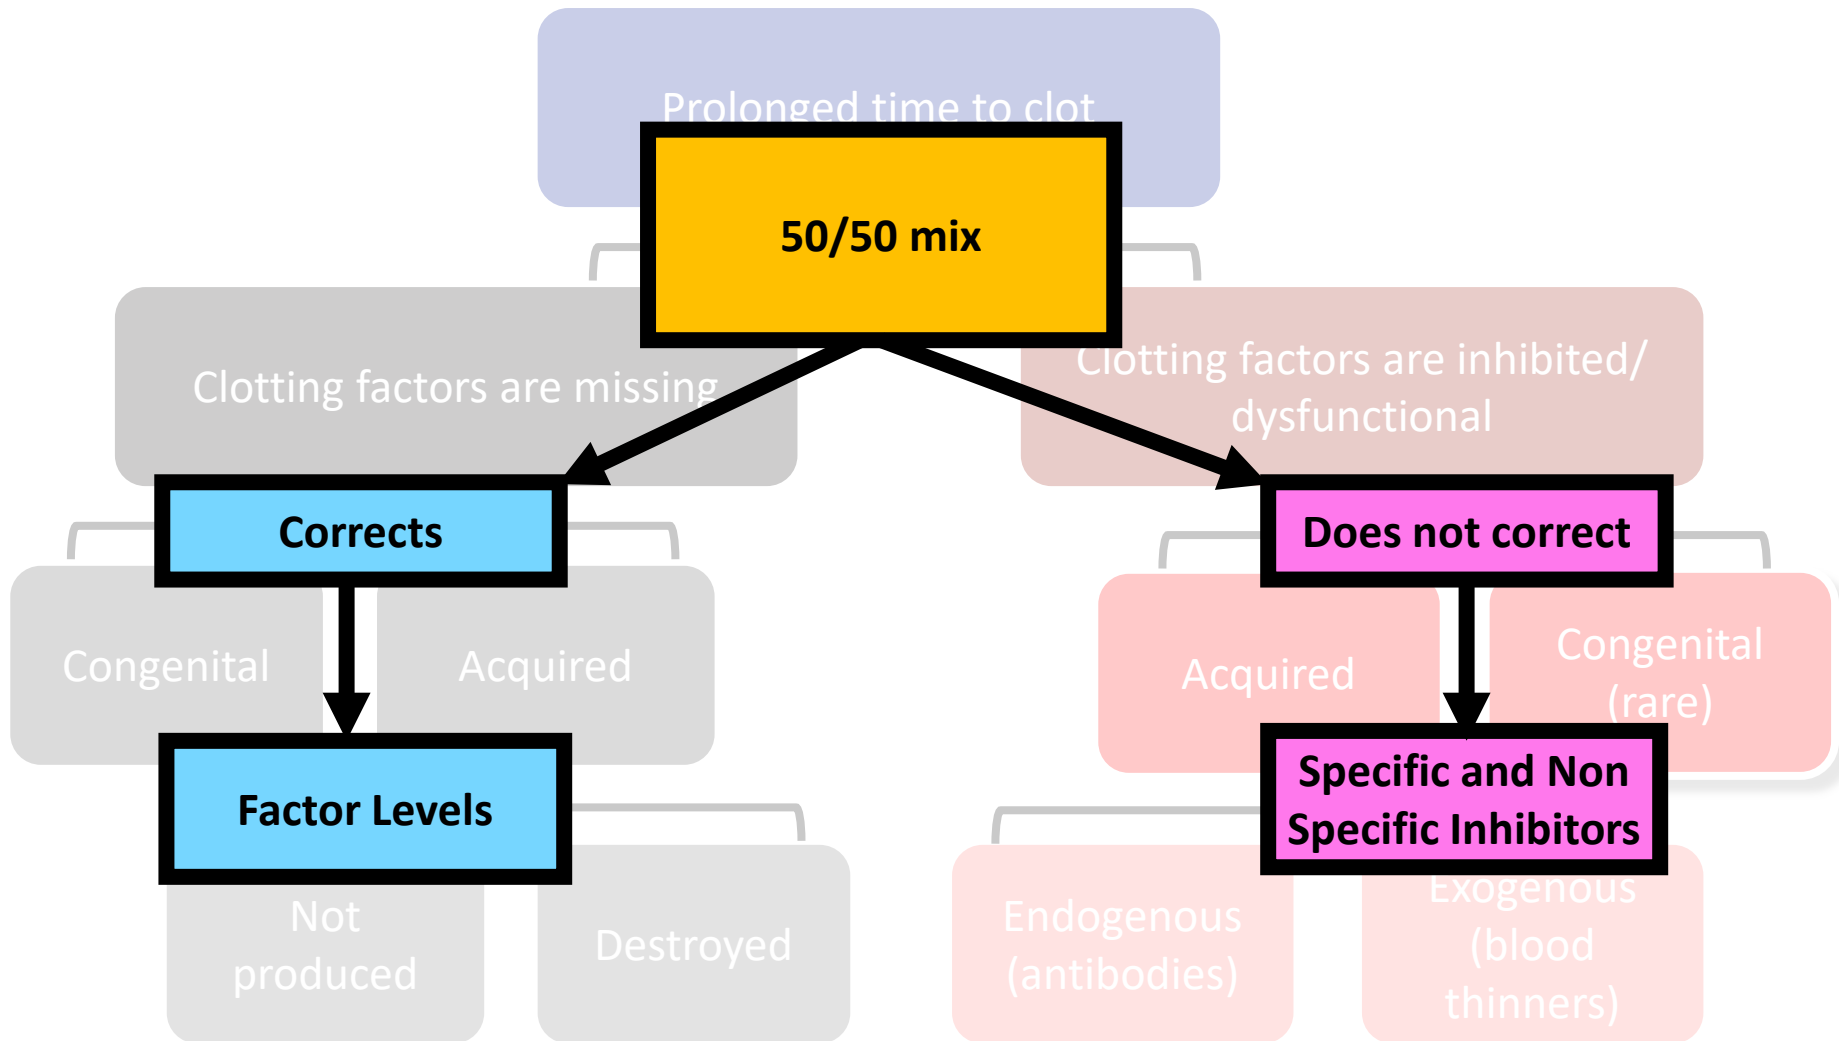 Prolonged time to clot
50/50 mix
Clotting factors are missing
Clotting factors are inhibited/
dysfunctional
Corrects
Does not correct
Congenital
Acquired
Acquired
Congenital
(rare)
Factor Levels
Specific and Non
Specific Inhibitors
Not
produced
Destroyed
Endogenous
(antibodies)
Exogenous
(blood
thinners)